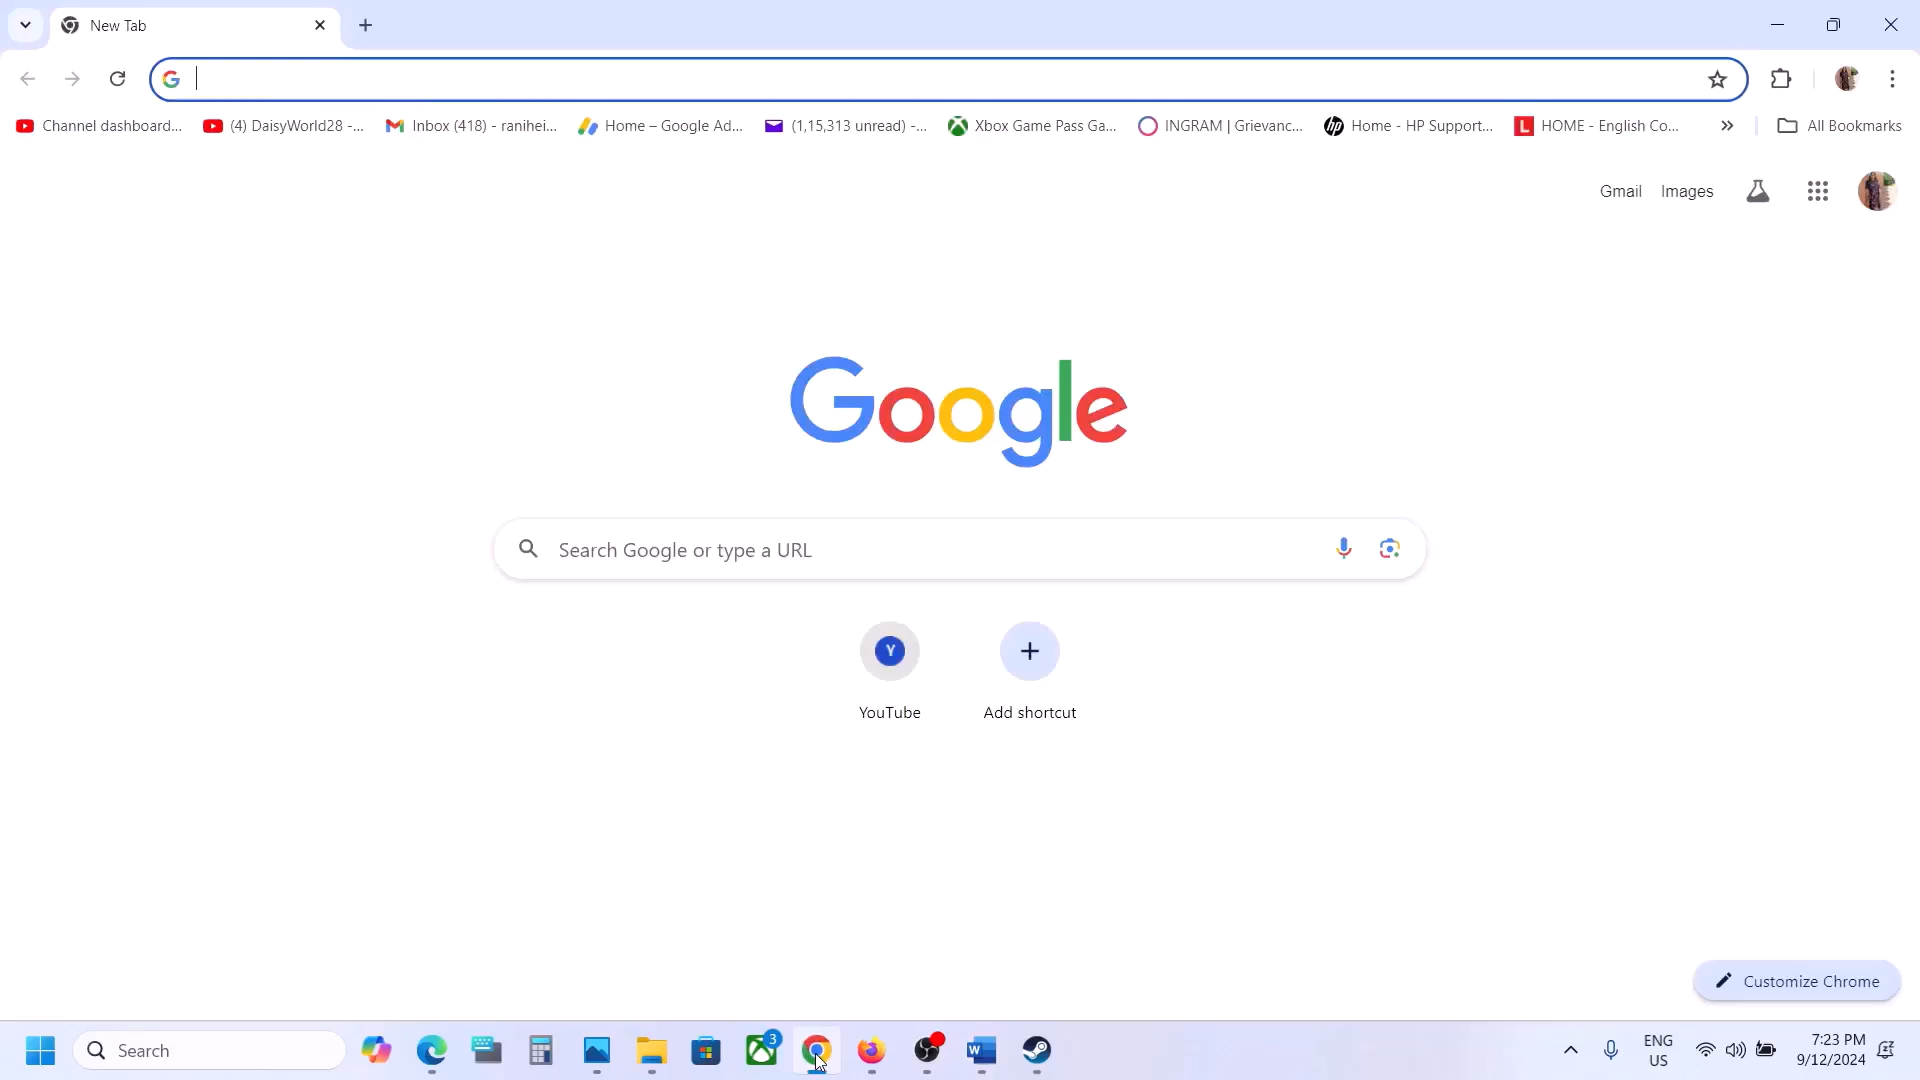 New Tab
Channel dashboard...
(4) DaisyWorld28 -...
Inbox (418) - ranihei...
Home – Google Ad...
(1,15,313 unread) -...
Xbox Game Pass Ga...
INGRAM | Grievanc...
Home - HP Support...
HOME - English Co...
All Bookmarks
Gmail
Images
Google
Search Google or type a URL
Y
YouTube
Add shortcut
Customize Chrome
Search
3
ENG
US
7:23 PM
9/12/2024